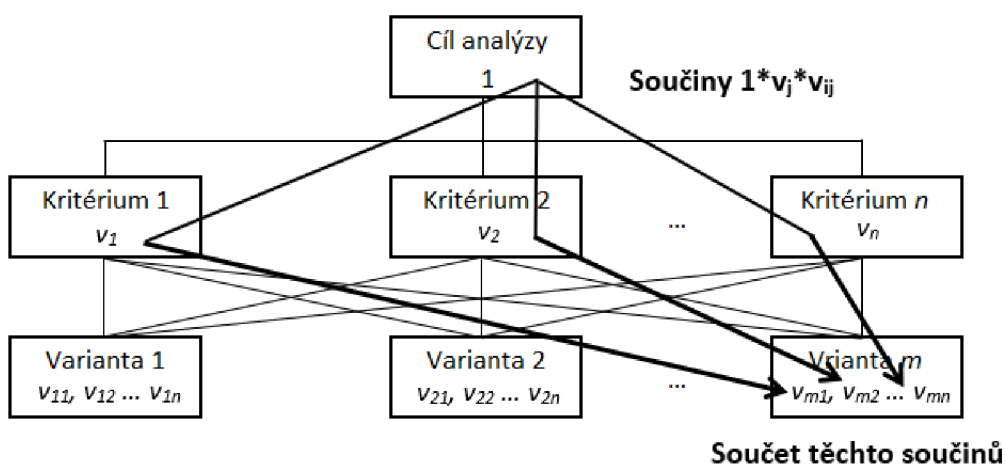 Cíl analýzy
1
Součiny 1*vj*vij
Kritérium 1
v1
Kritérium 2
v2
...
Kritérium n
vn
Varianta 1
v11, v12 ... v1n
Varianta 2
v21, v22 ... v2n
...
Vrianta m
vm1, vm2 ... vmn
Součet těchto součinů